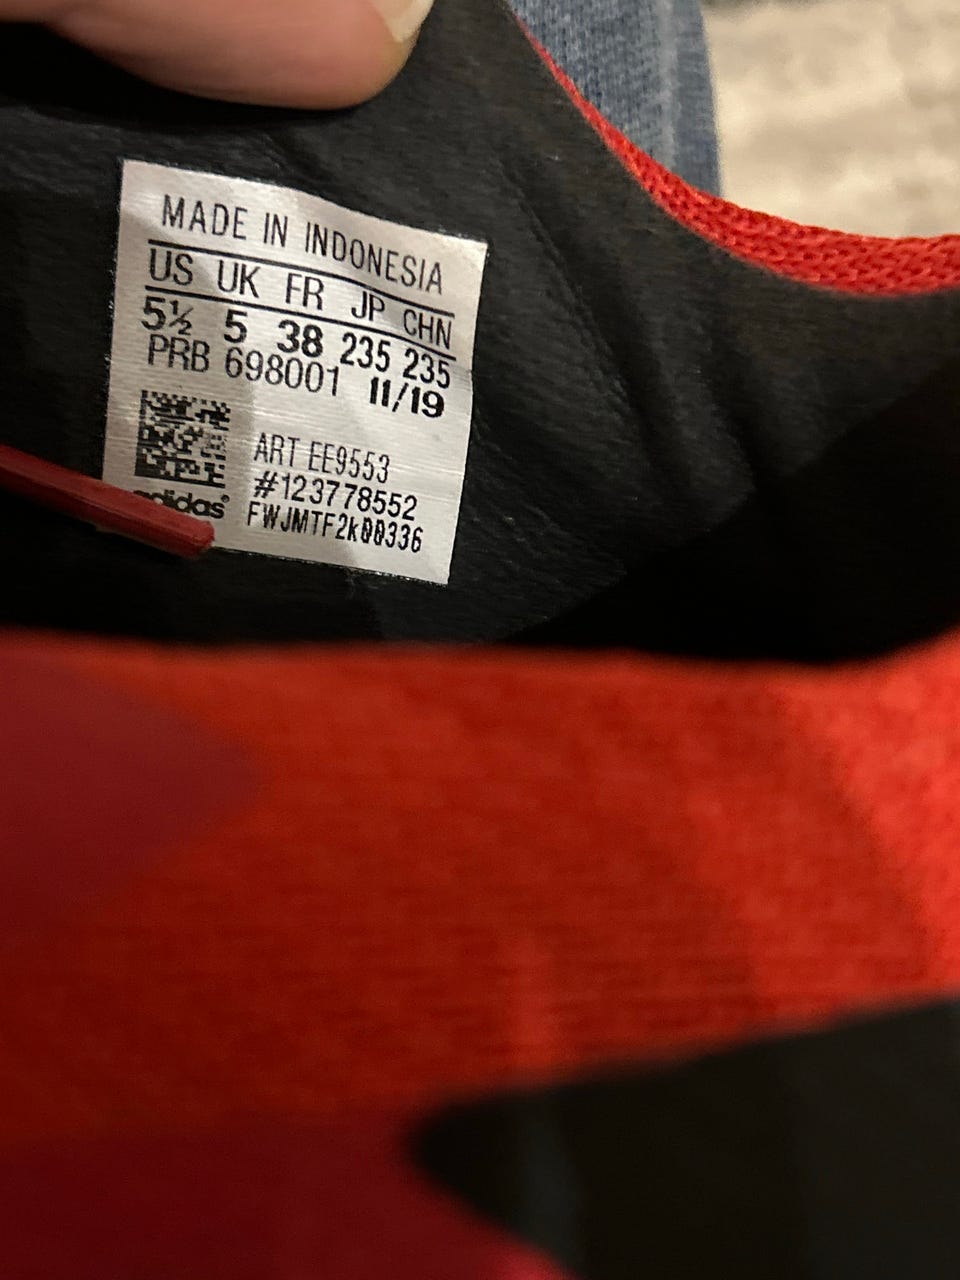 MADE IN INDONESIA
US UK FR JP CHN
5½ 5 38 235 235
PRB 698001 11/19
ART EE9553
#123778552
adidas®
FWJMTF2k00336